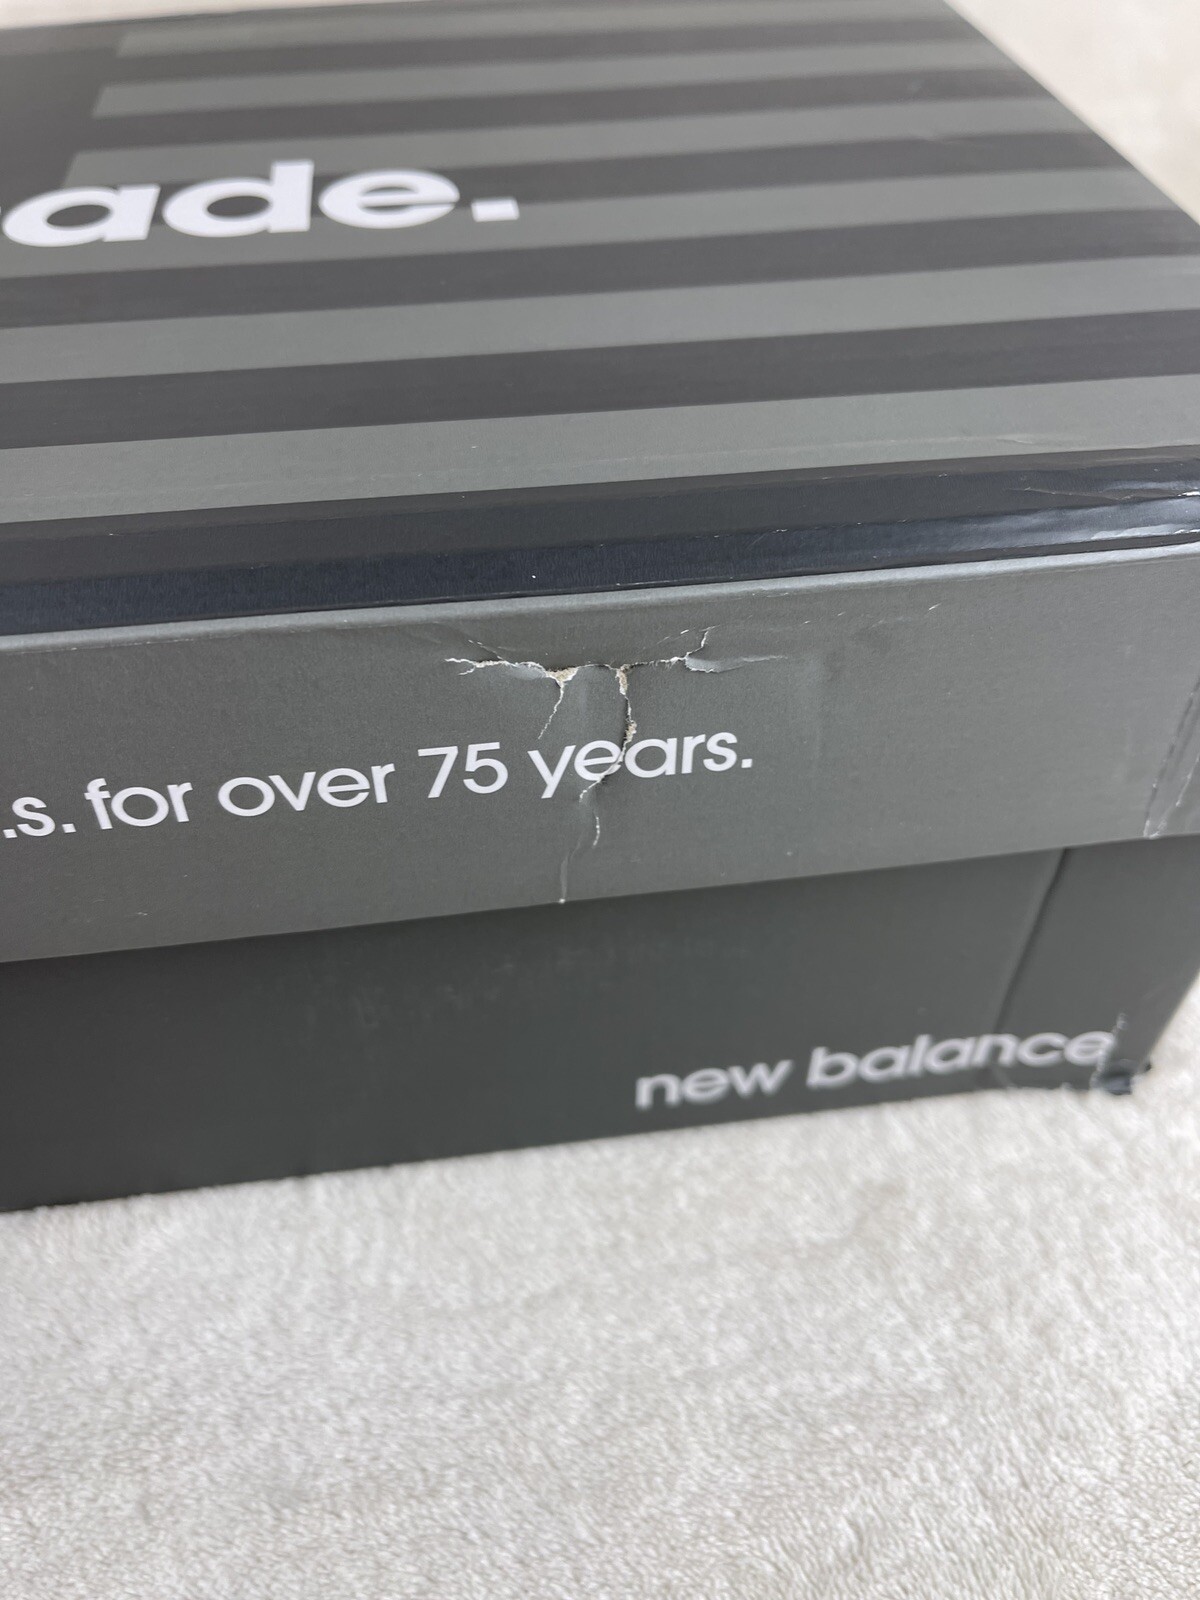 ade.
.s. for over 75 years.
new balance